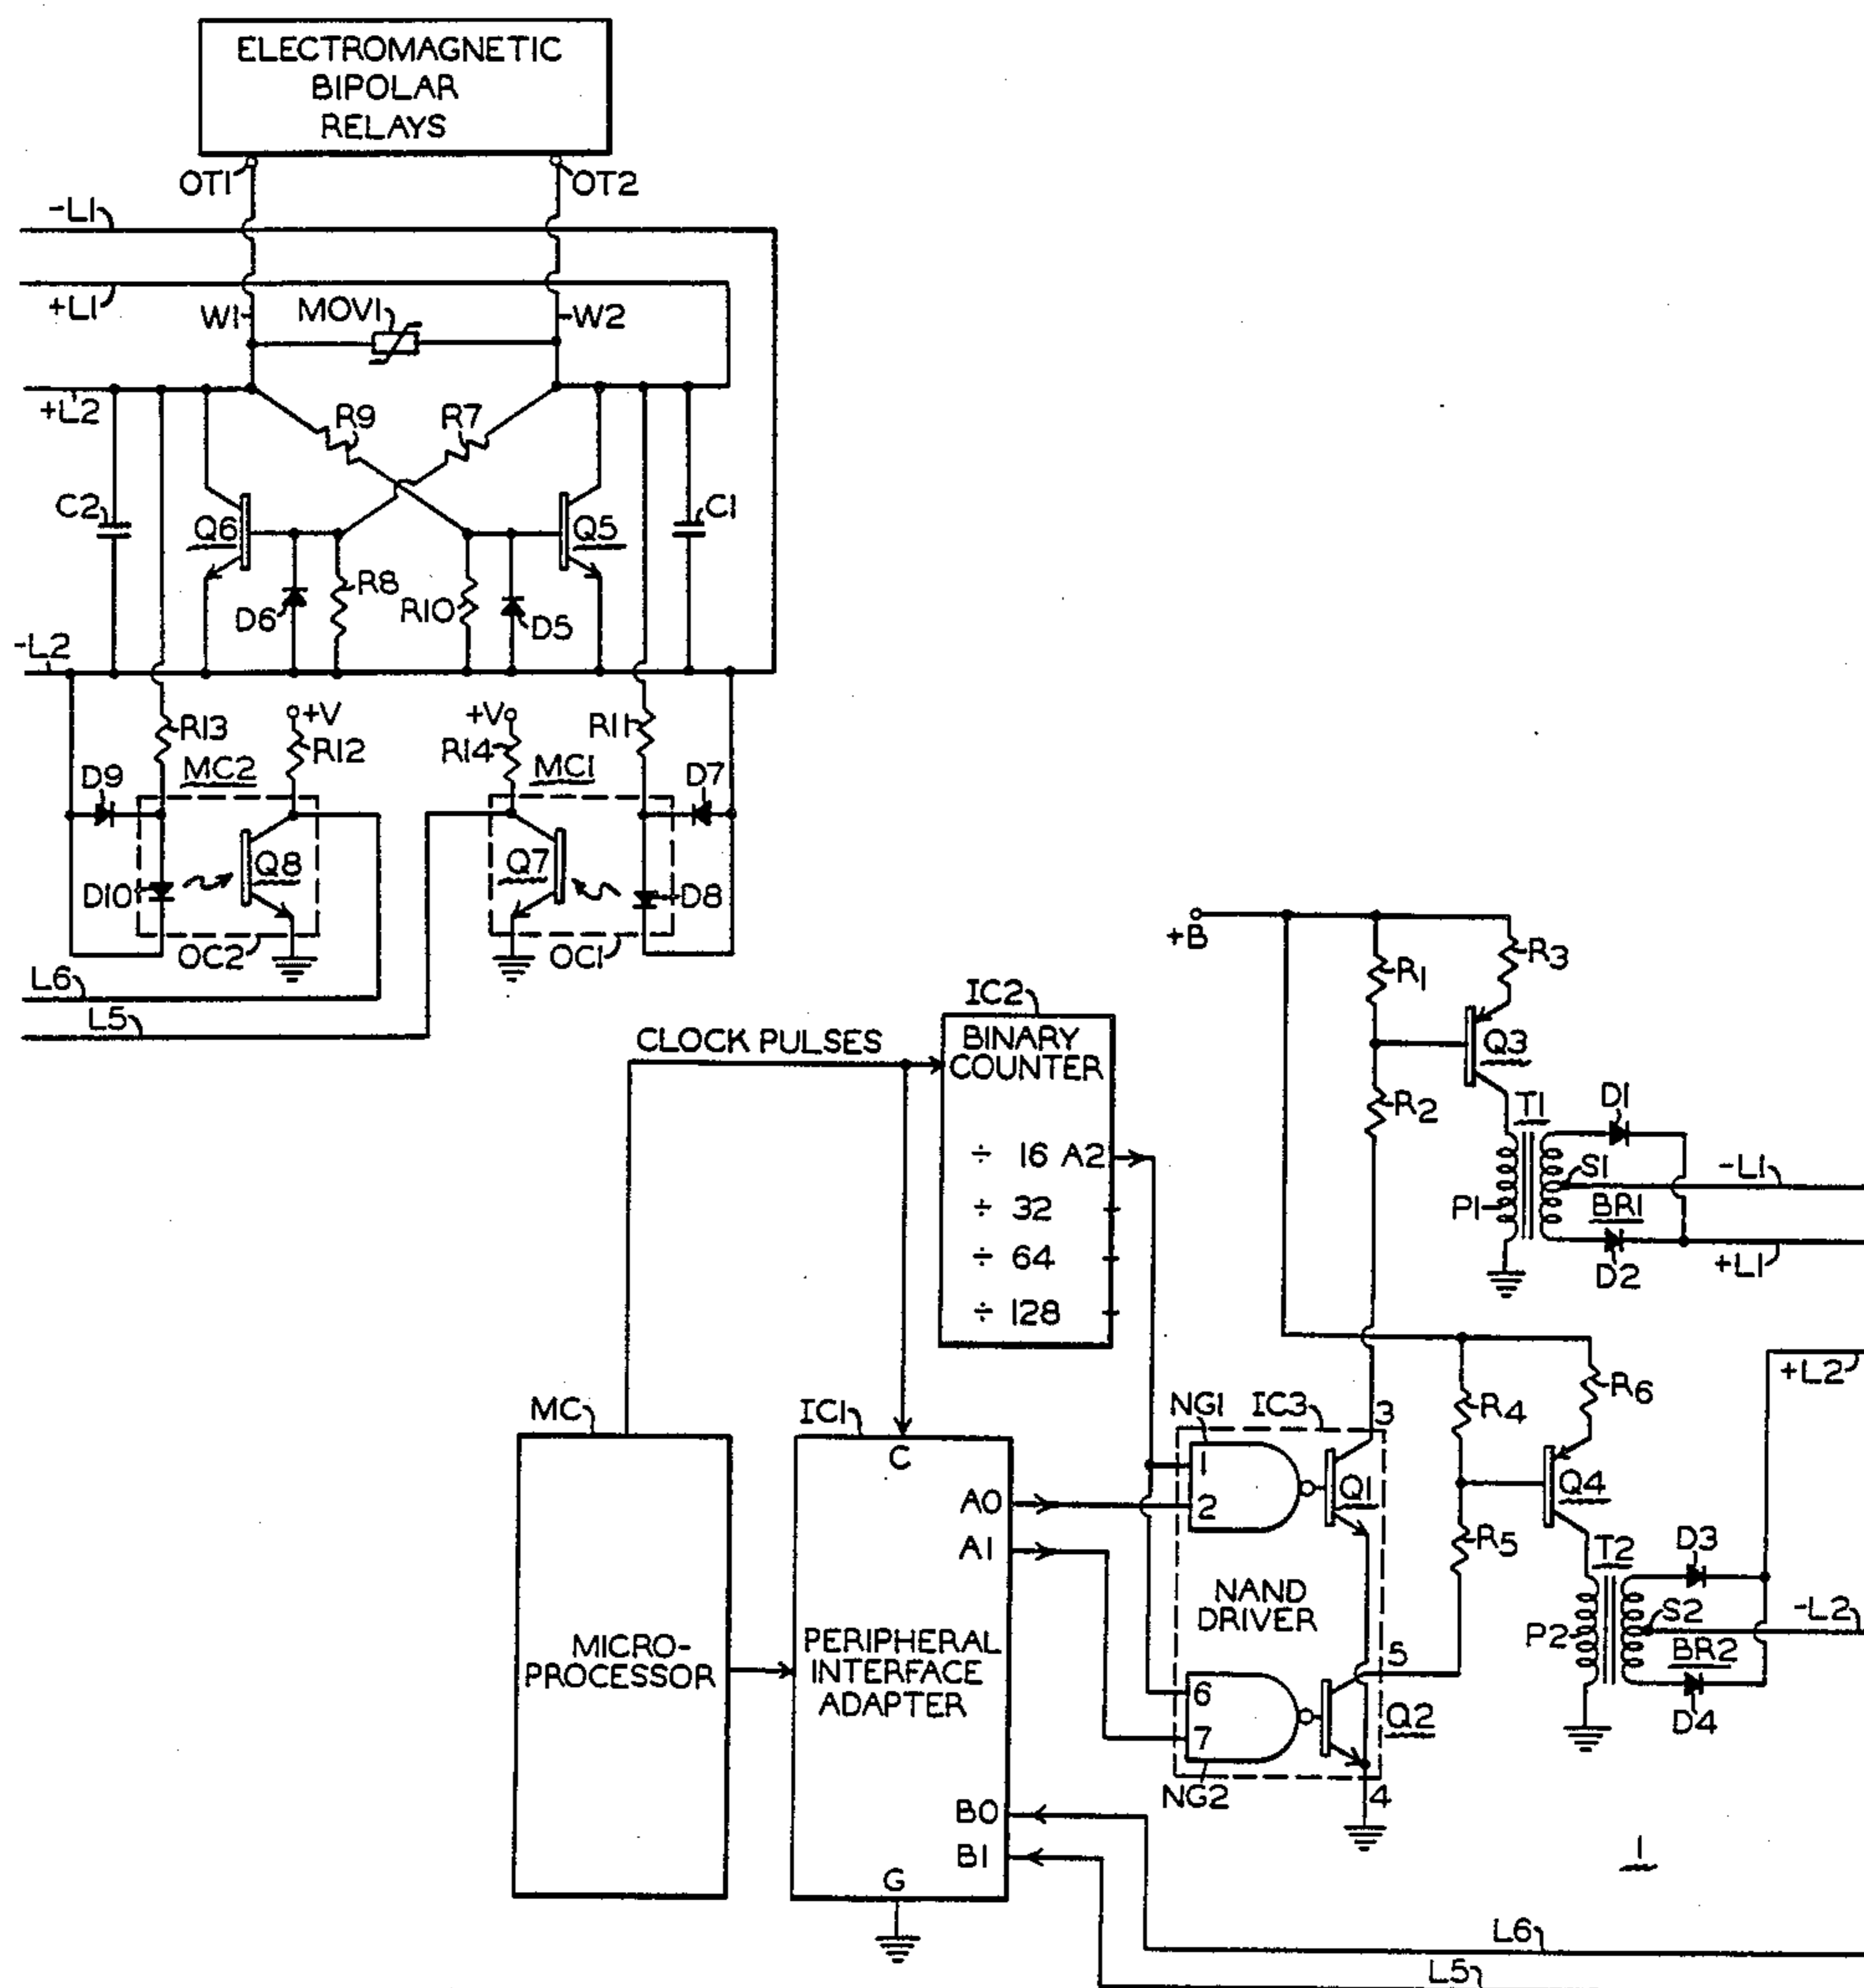 ELECTROMAGNETIC
BIPOLAR
RELAYS
OT1
OT2
-L1
+L1
W1
MOV1
W2
+L2
R9
R7
C2
Q6
Q5
C1
D6
R8
R10
D5
-L2
R13
+V
R12
+V
R14
R11
D9
MC2
MC1
D7
D10
Q8
Q7
D8
OC2
OC1
L6
L5
+B
R1
R3
Q3
R2
IC2
BINARY
COUNTER
CLOCK PULSES
÷ 16 A2
÷ 32
÷ 64
÷ 128
T1
D1
P1
S1
-L1
BR1
D2
+L1
+L2
MC
IC1
NG1
IC3
3
R4
R6
C
1
2
Q1
Q4
A0
A1
R5
T2
D3
NAND
DRIVER
MICRO-
PROCESSOR
PERIPHERAL
INTERFACE
ADAPTER
5
P2
S2
-L2
BR2
D4
6
7
Q2
NG2
4
B0
B1
G
1
L6
L5